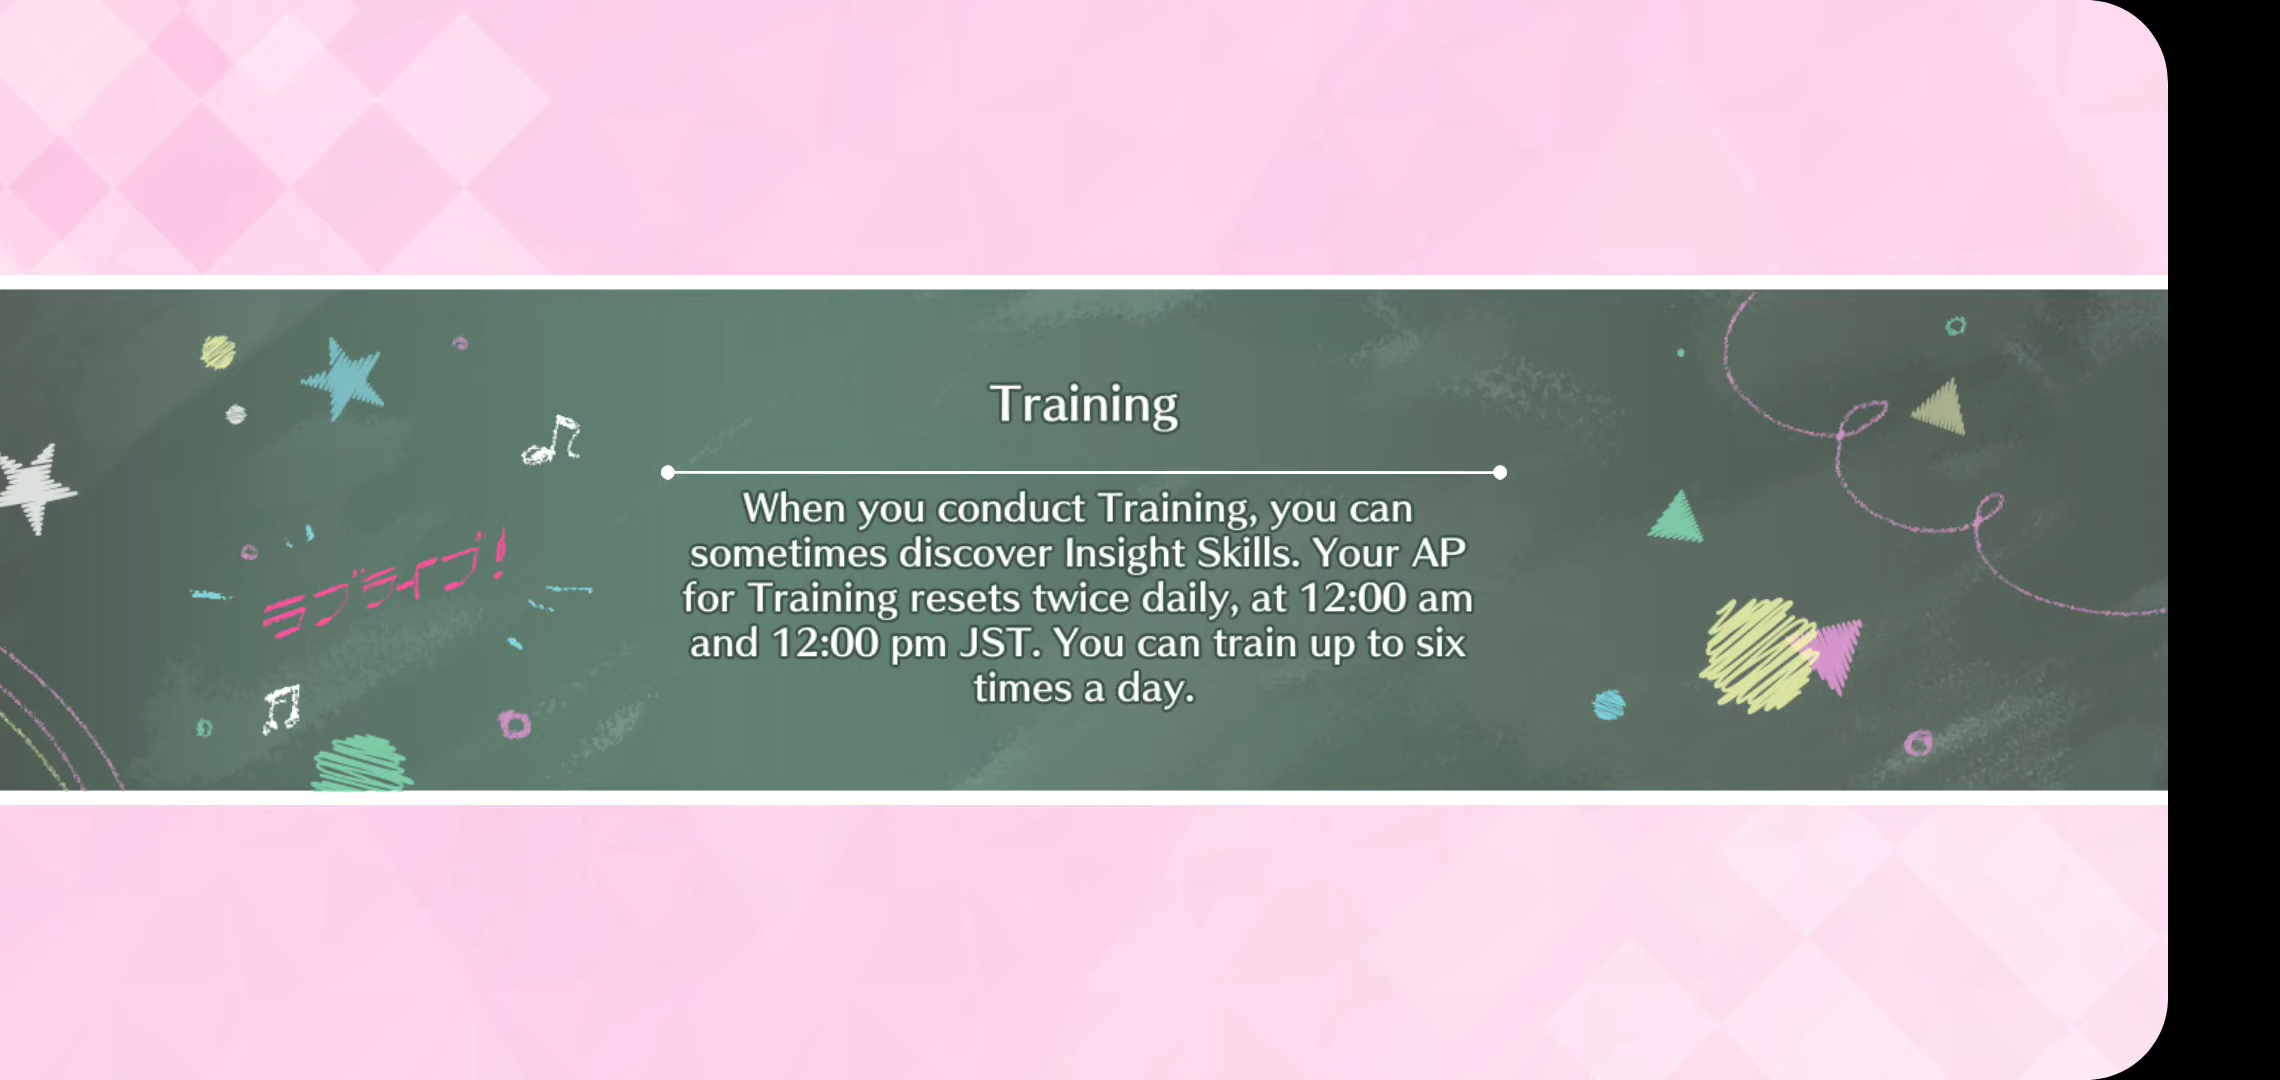 Training
When you conduct Training, you can
sometimes discover Insight Skills. Your AP
for Training resets twice daily, at 12:00 am
and 12:00 pm JST. You can train up to six
times a day.
ラブライブ!